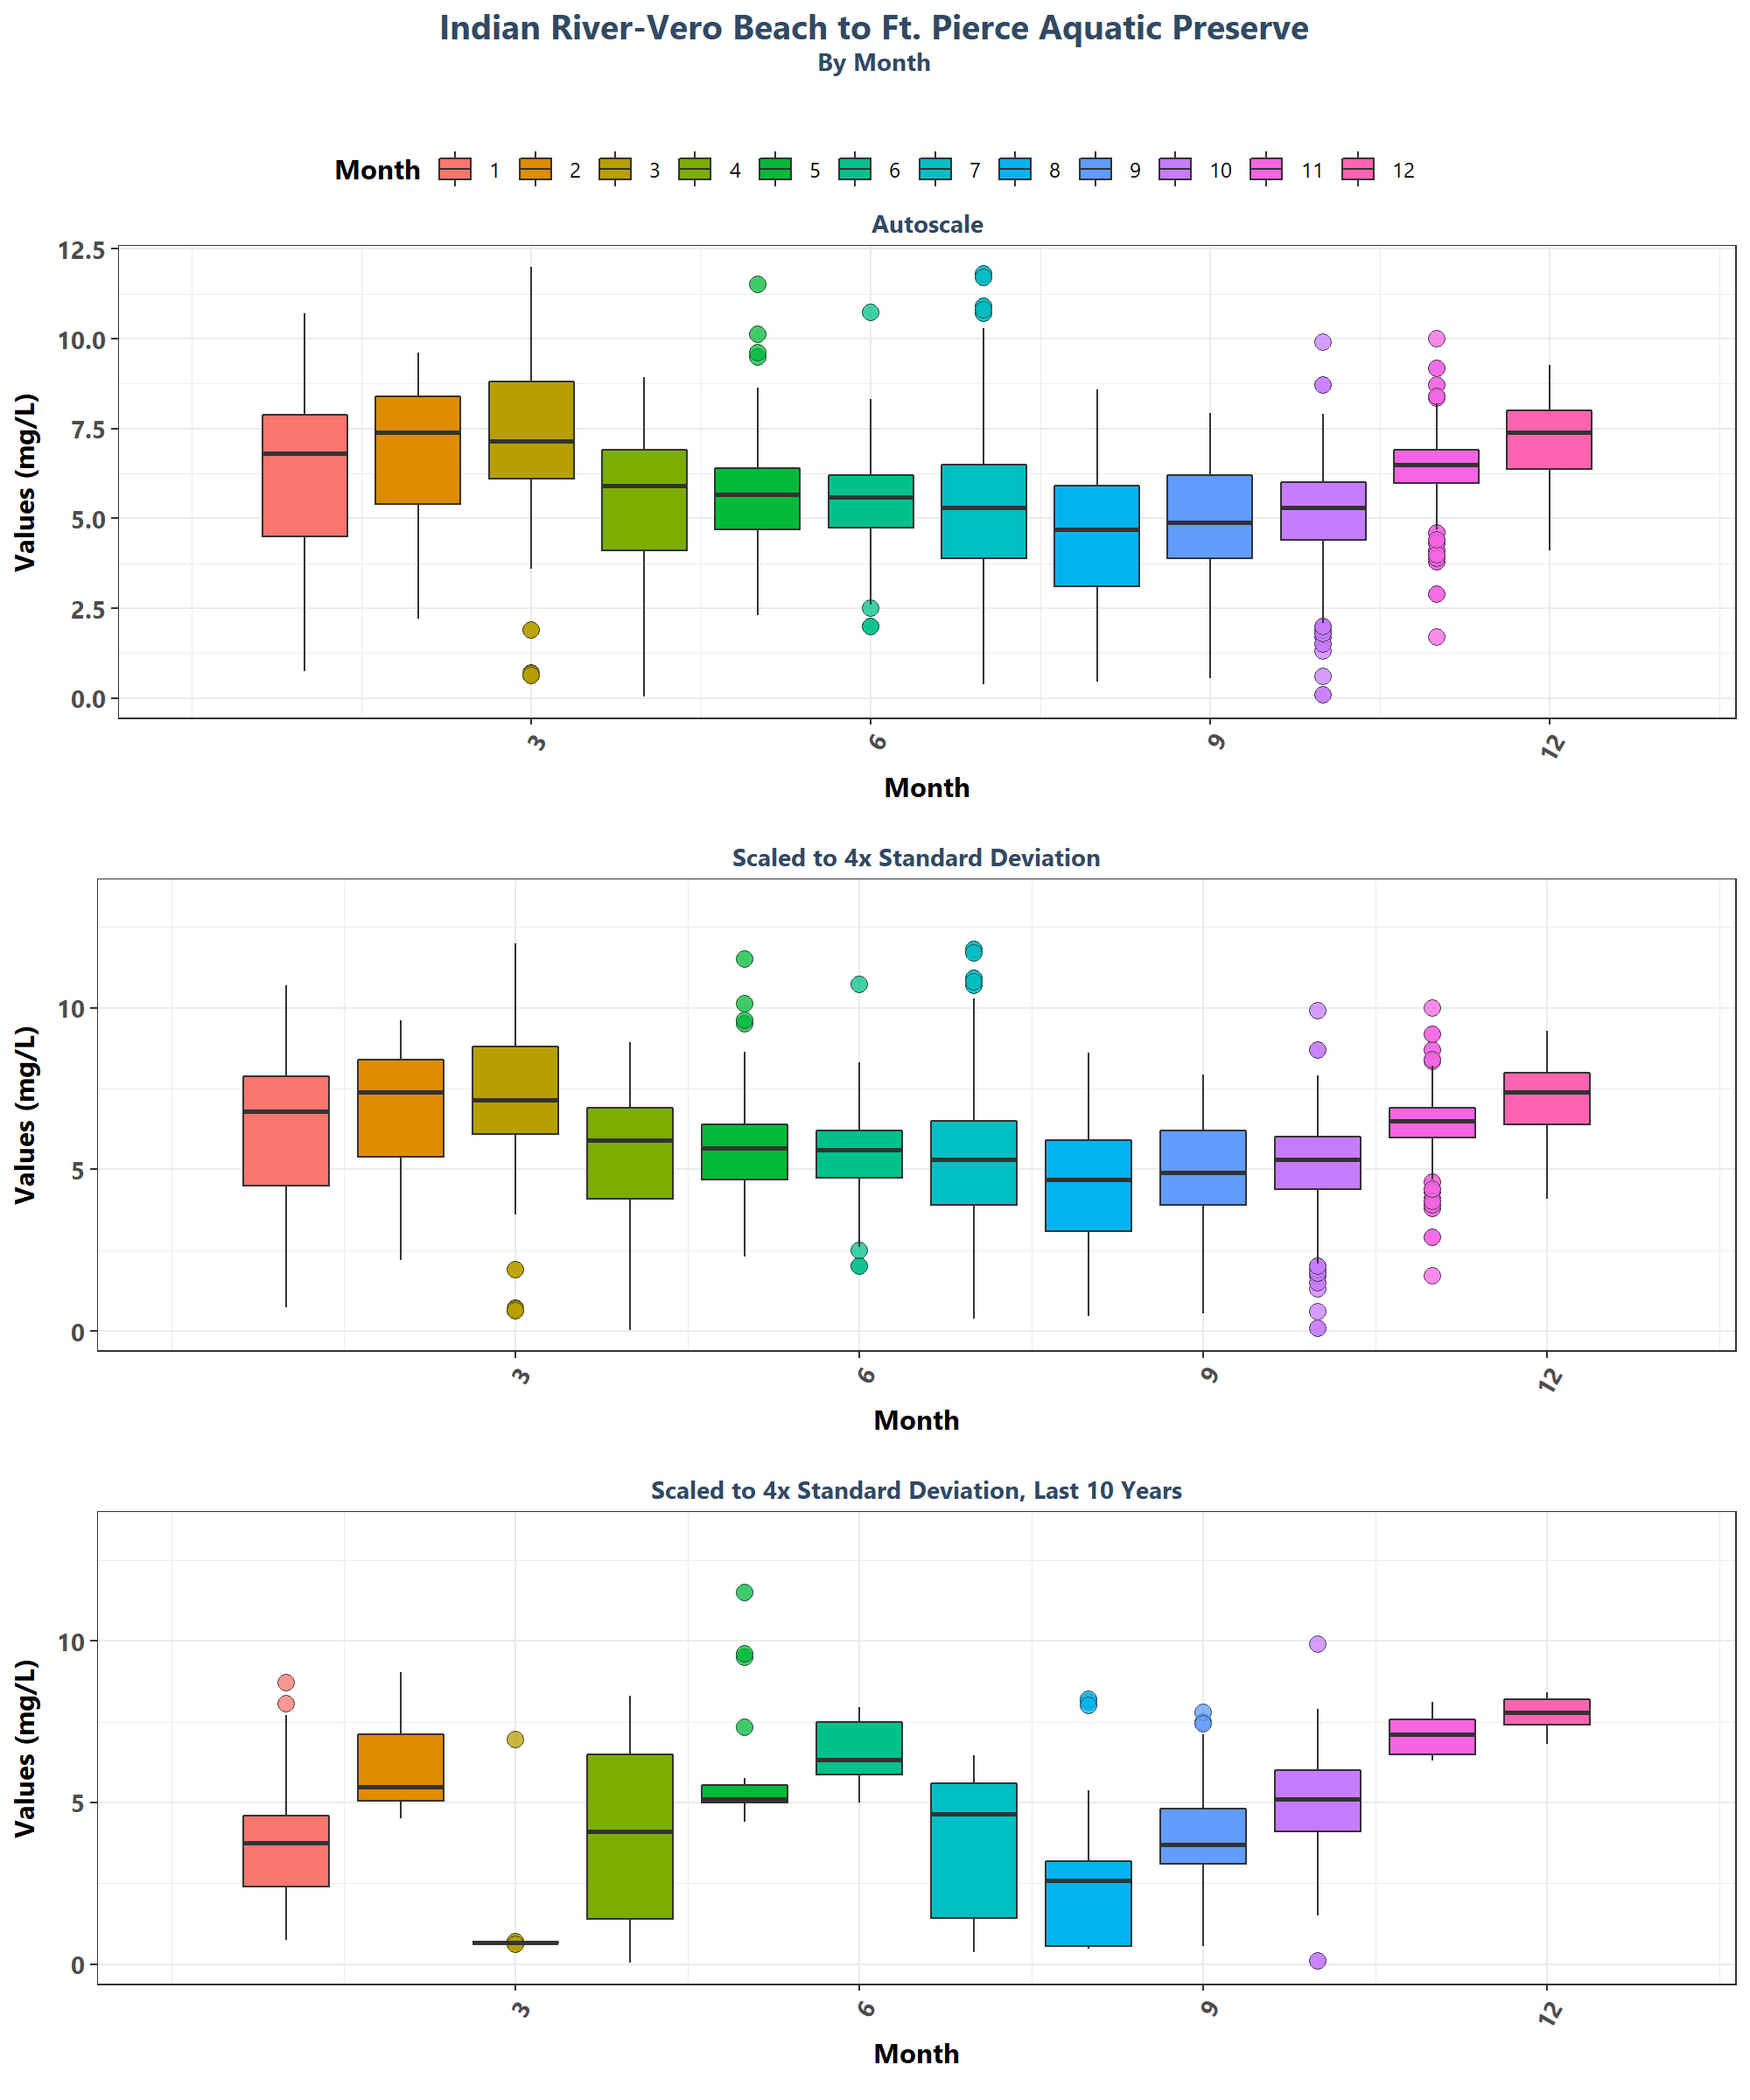 Indian River-Vero Beach to Ft. Pierce Aquatic Preserve
By Month
Month 1 2 3 4 5 6 7 8 9 10 11 12
Autoscale
Values (mg/L)
12.5
10.0
7.5
5.0
2.5
0.0
3 6 9 12
Month
Scaled to 4x Standard Deviation
Values (mg/L)
10
5
0
3 6 9 12
Month
Scaled to 4x Standard Deviation, Last 10 Years
Values (mg/L)
10
5
0
3 6 9 12
Month